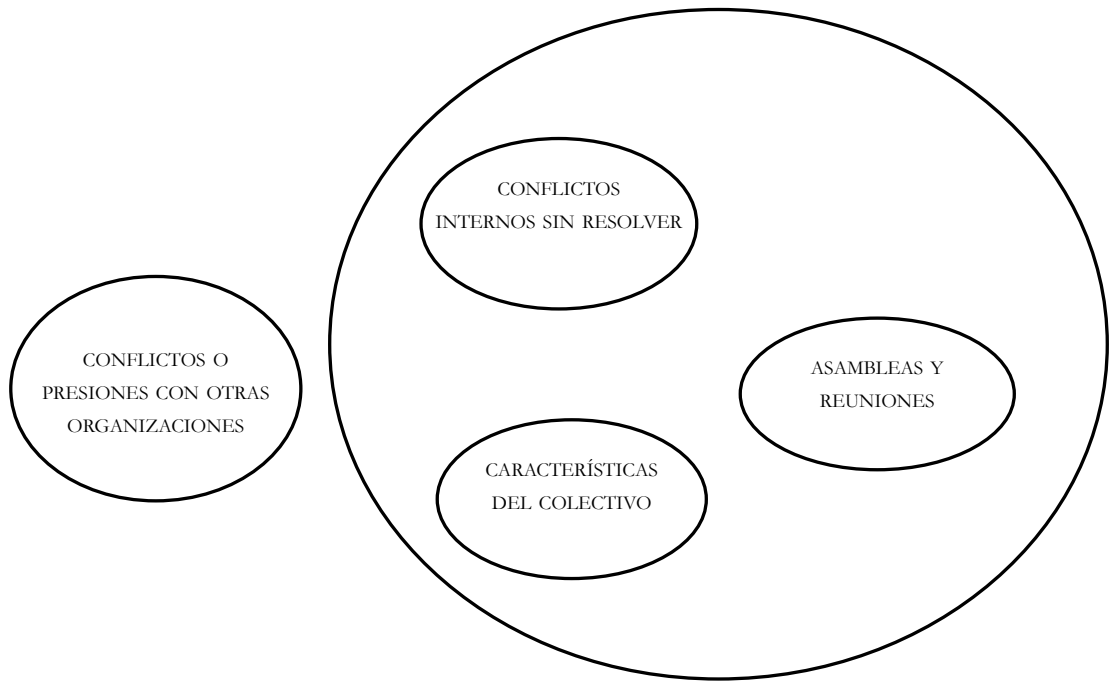 CONFLICTOS
INTERNOS SIN RESOLVER
CONFLICTOS O
PRESIONES CON OTRAS
ORGANIZACIONES
ASAMBLEAS Y
REUNIONES
CARACTERÍSTICAS
DEL COLECTIVO